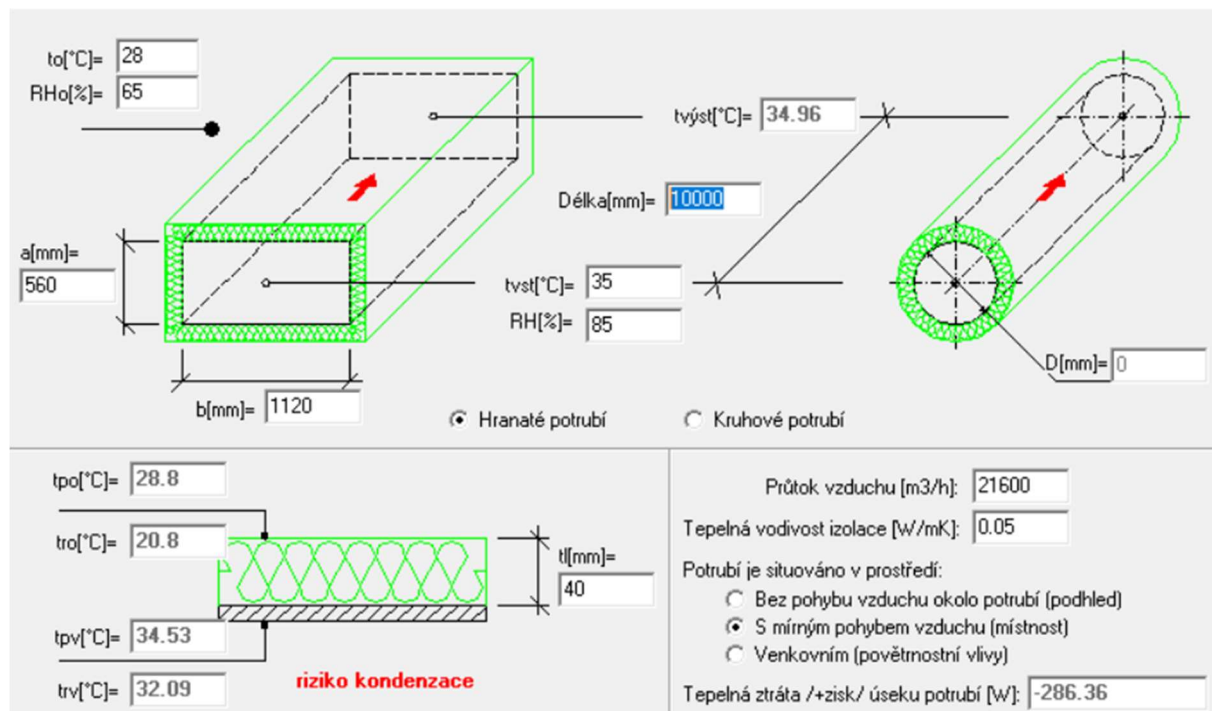 to[°C]= 28
RHo[%]= 65
tvýst[°C]= 34.96
Délka[mm]= 10000
a[mm]=
560
tvst[°C]= 35
RH[%]= 85
D[mm]= 0
b[mm]= 1120
Hranaté potrubí
Kruhové potrubí
tpo[°C]= 28.8
tro[°C]= 20.8
tl[mm]=
40
tpv[°C]= 34.53
trv[°C]= 32.09
riziko kondenzace
Průtok vzduchu [m3/h]: 21600
Tepelná vodivost izolace [W/mK]: 0.05
Potrubí je situováno v prostředí:
Bez pohybu vzduchu okolo potrubí (podhled)
S mírným pohybem vzduchu (místnost)
Venkovním (povětrnostní vlivy)
Tepelná ztráta /+zisk/ úseku potrubí [W]: -286.36